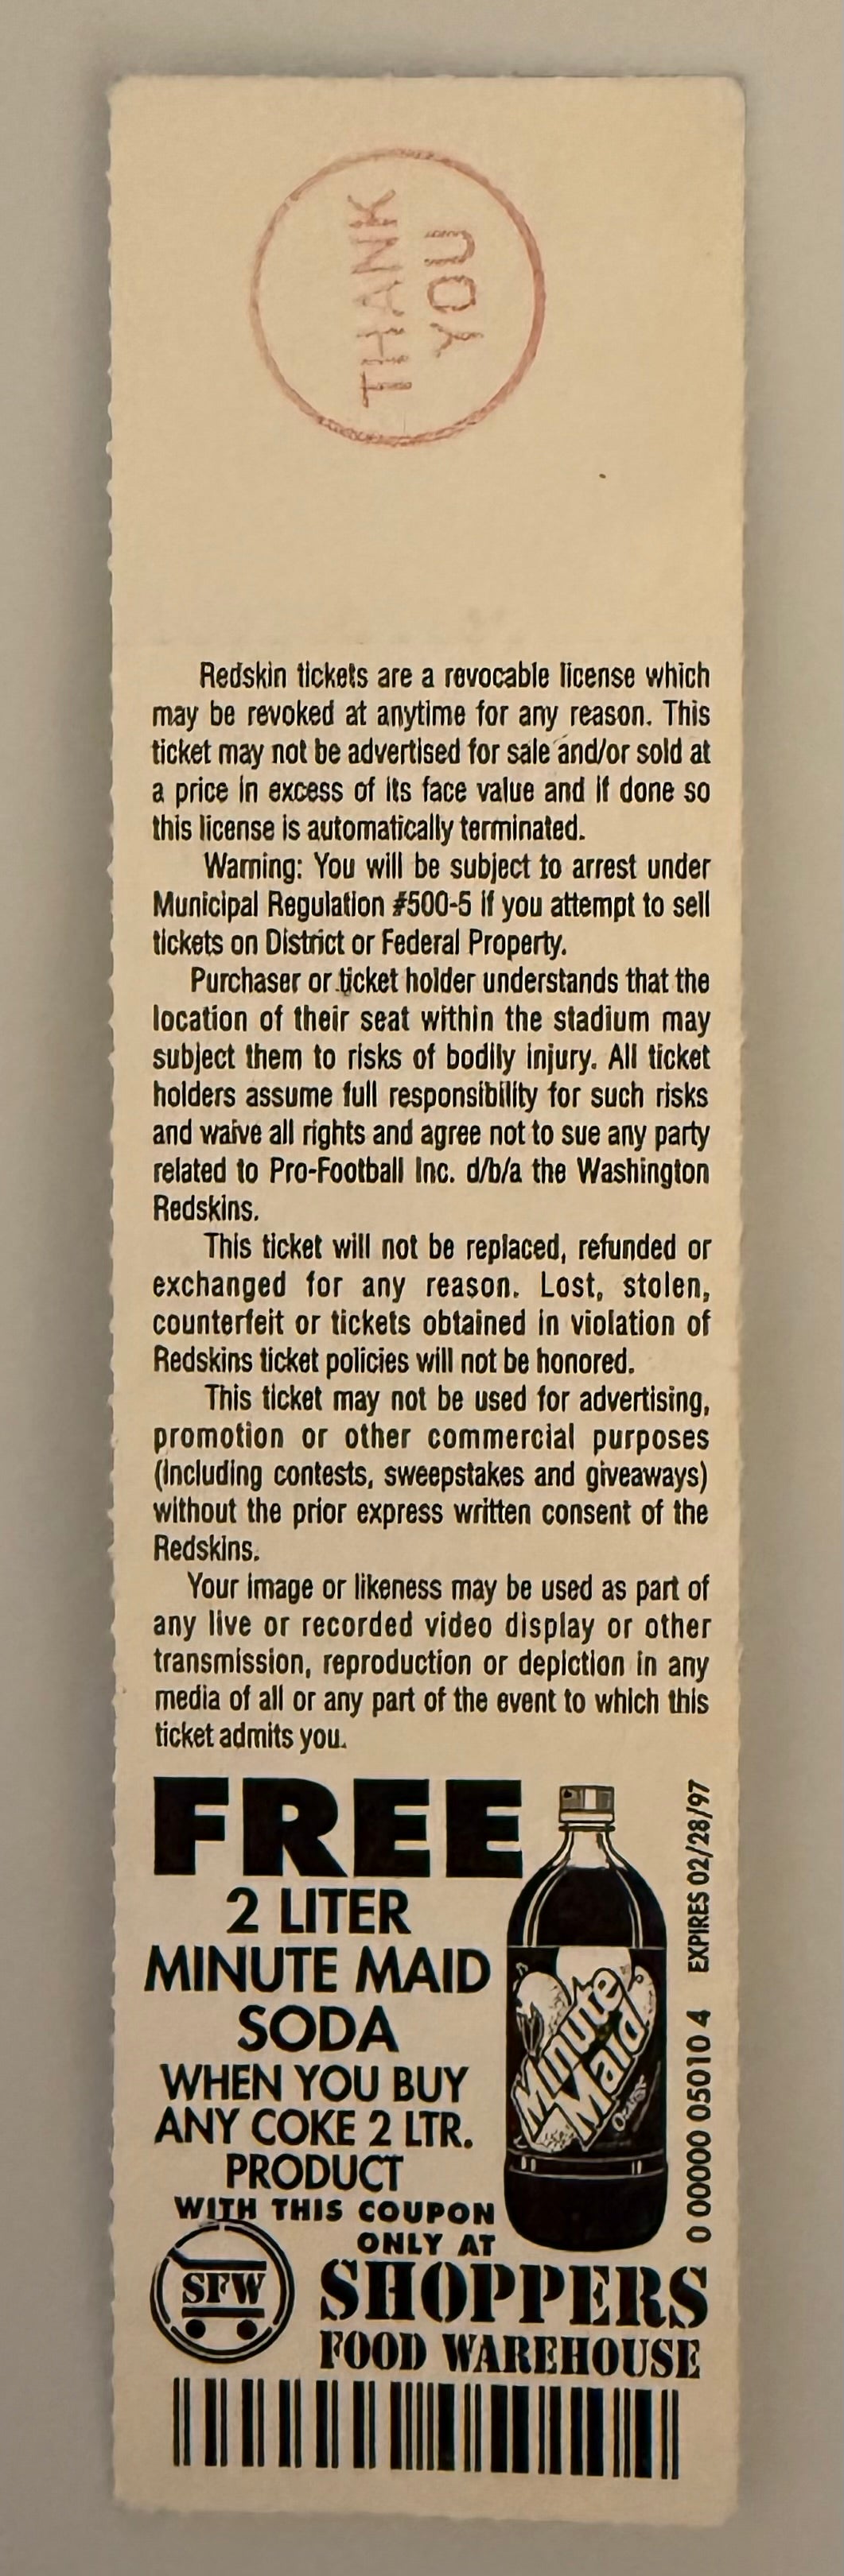 THANK
YOU
Redskin tickets are a revocable license which
may be revoked at anytime for any reason. This
ticket may not be advertised for sale and/or sold at
a price in excess of its face value and if done so
this license is automatically terminated.
Warning: You will be subject to arrest under
Municipal Regulation #500-5 if you attempt to sell
tickets on District or Federal Property.
Purchaser or ticket holder understands that the
location of their seat within the stadium may
subject them to risks of bodily injury. All ticket
holders assume full responsibility for such risks
and waive all rights and agree not to sue any party
related to Pro-Football Inc. d/b/a the Washington
Redskins.
This ticket will not be replaced, refunded or
exchanged for any reason. Lost, stolen,
counterfeit or tickets obtained in violation of
Redskins ticket policies will not be honored.
This ticket may not be used for advertising,
promotion or other commercial purposes
(including contests, sweepstakes and giveaways)
without the prior express written consent of the
Redskins.
Your image or likeness may be used as part of
any live or recorded video display or other
transmission, reproduction or depiction in any
media of all or any part of the event to which this
ticket admits you.
FREE
2 LITER
MINUTE MAID
SODA
WHEN YOU BUY
ANY COKE 2 LTR.
PRODUCT
WITH THIS COUPON
ONLY AT
SHOPPERS
FOOD WAREHOUSE
SFW
Minute
Maid
Orange
0 00000 05010 4 EXPIRES 02/28/97